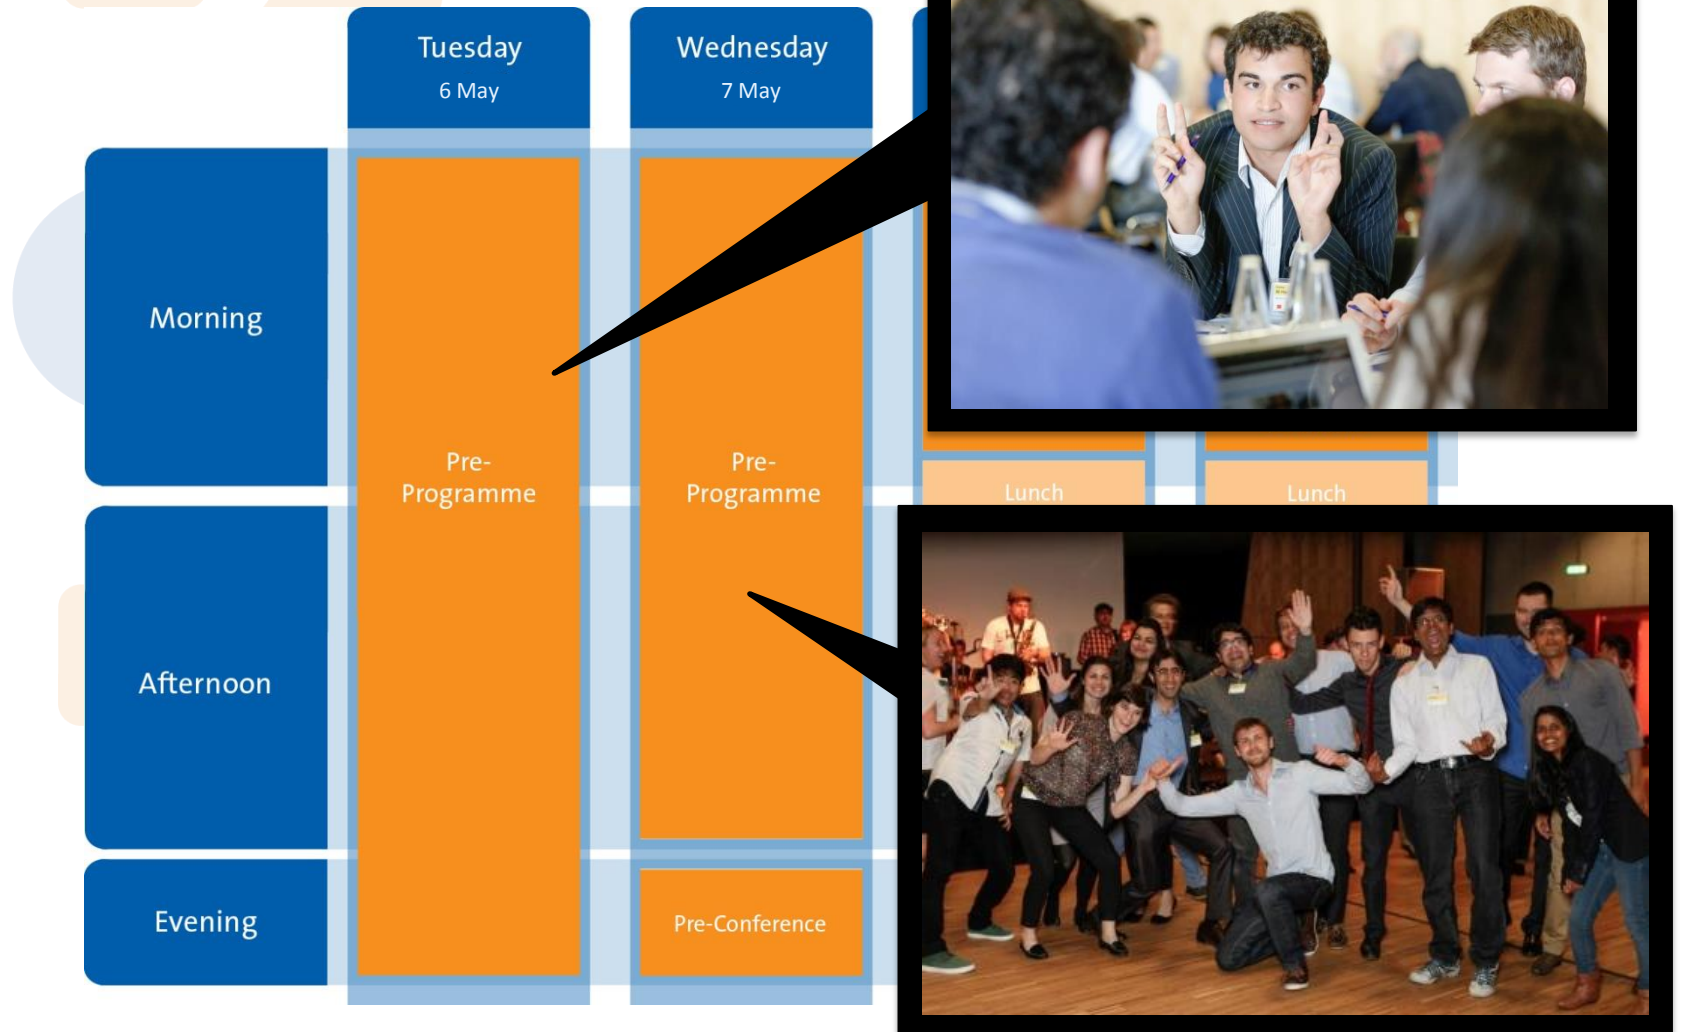 Tuesday
6 May
Wednesday
7 May
Morning
Pre-
Programme
Pre-
Programme
Lunch
Lunch
Afternoon
Evening
Pre-Conference